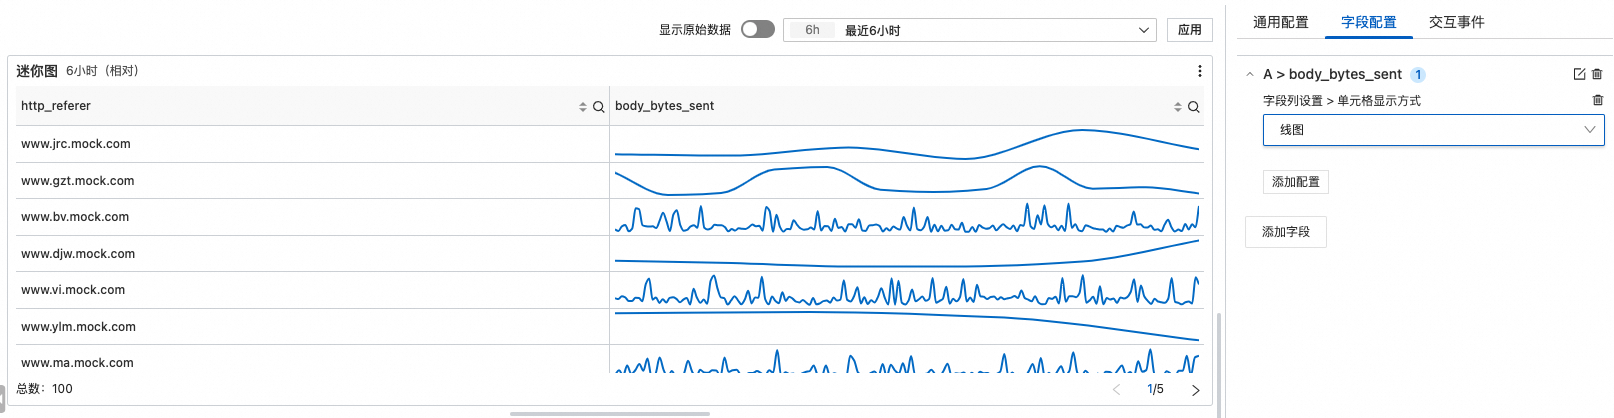 显示原始数据 6h 最近6小时 应用
迷你图 6小时（相对）
http_referer body_bytes_sent
www.jrc.mock.com
www.gzt.mock.com
www.bv.mock.com
www.djw.mock.com
www.vi.mock.com
www.ylm.mock.com
www.ma.mock.com
总数：100 1/5
通用配置 字段配置 交互事件
A > body_bytes_sent 1
字段列设置 > 单元格显示方式
线图
添加配置
添加字段